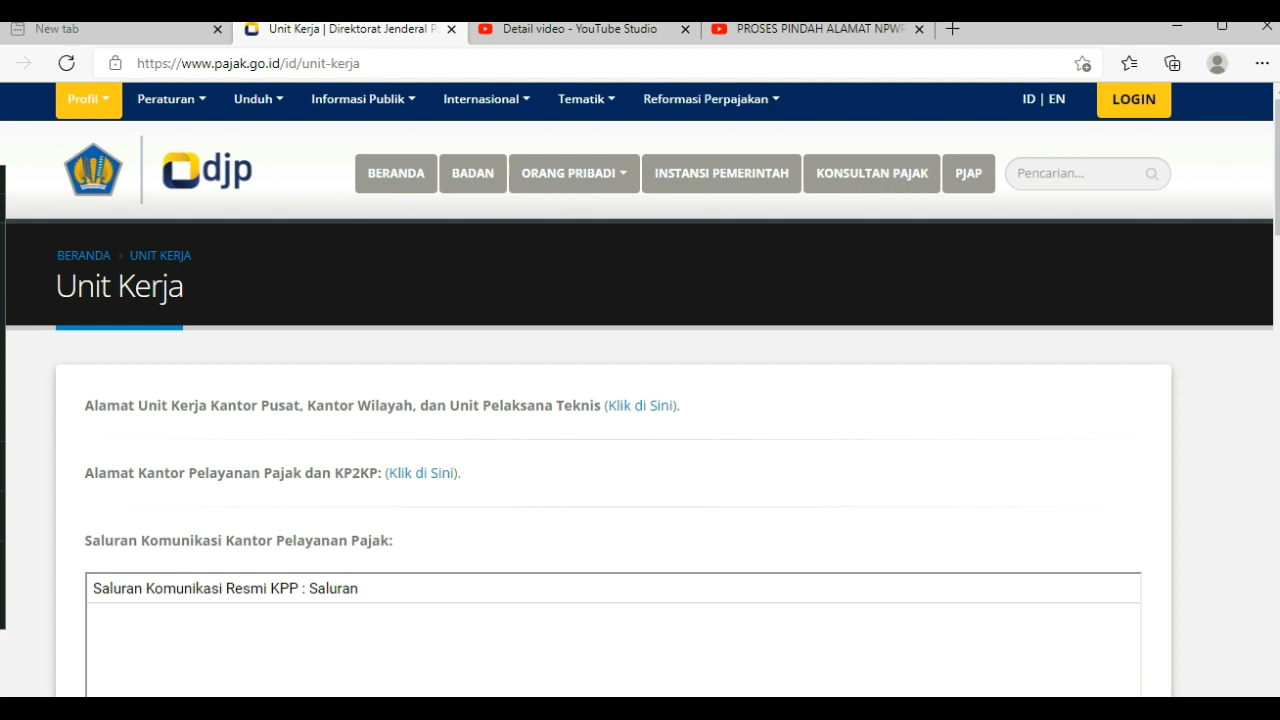 New tab
Unit Kerja | Direktorat Jenderal P
Detail video - YouTube Studio
PROSES PINDAH ALAMAT NPWP
https://www.pajak.go.id/id/unit-kerja
Profil
Peraturan
Unduh
Informasi Publik
Internasional
Tematik
Reformasi Perpajakan
ID | EN
LOGIN
djp
BERANDA
BADAN
ORANG PRIBADI
INSTANSI PEMERINTAH
KONSULTAN PAJAK
PJAP
Pencarian...
BERANDA › UNIT KERJA
Unit Kerja
Alamat Unit Kerja Kantor Pusat, Kantor Wilayah, dan Unit Pelaksana Teknis (Klik di Sini).
Alamat Kantor Pelayanan Pajak dan KP2KP: (Klik di Sini).
Saluran Komunikasi Kantor Pelayanan Pajak:
Saluran Komunikasi Resmi KPP : Saluran